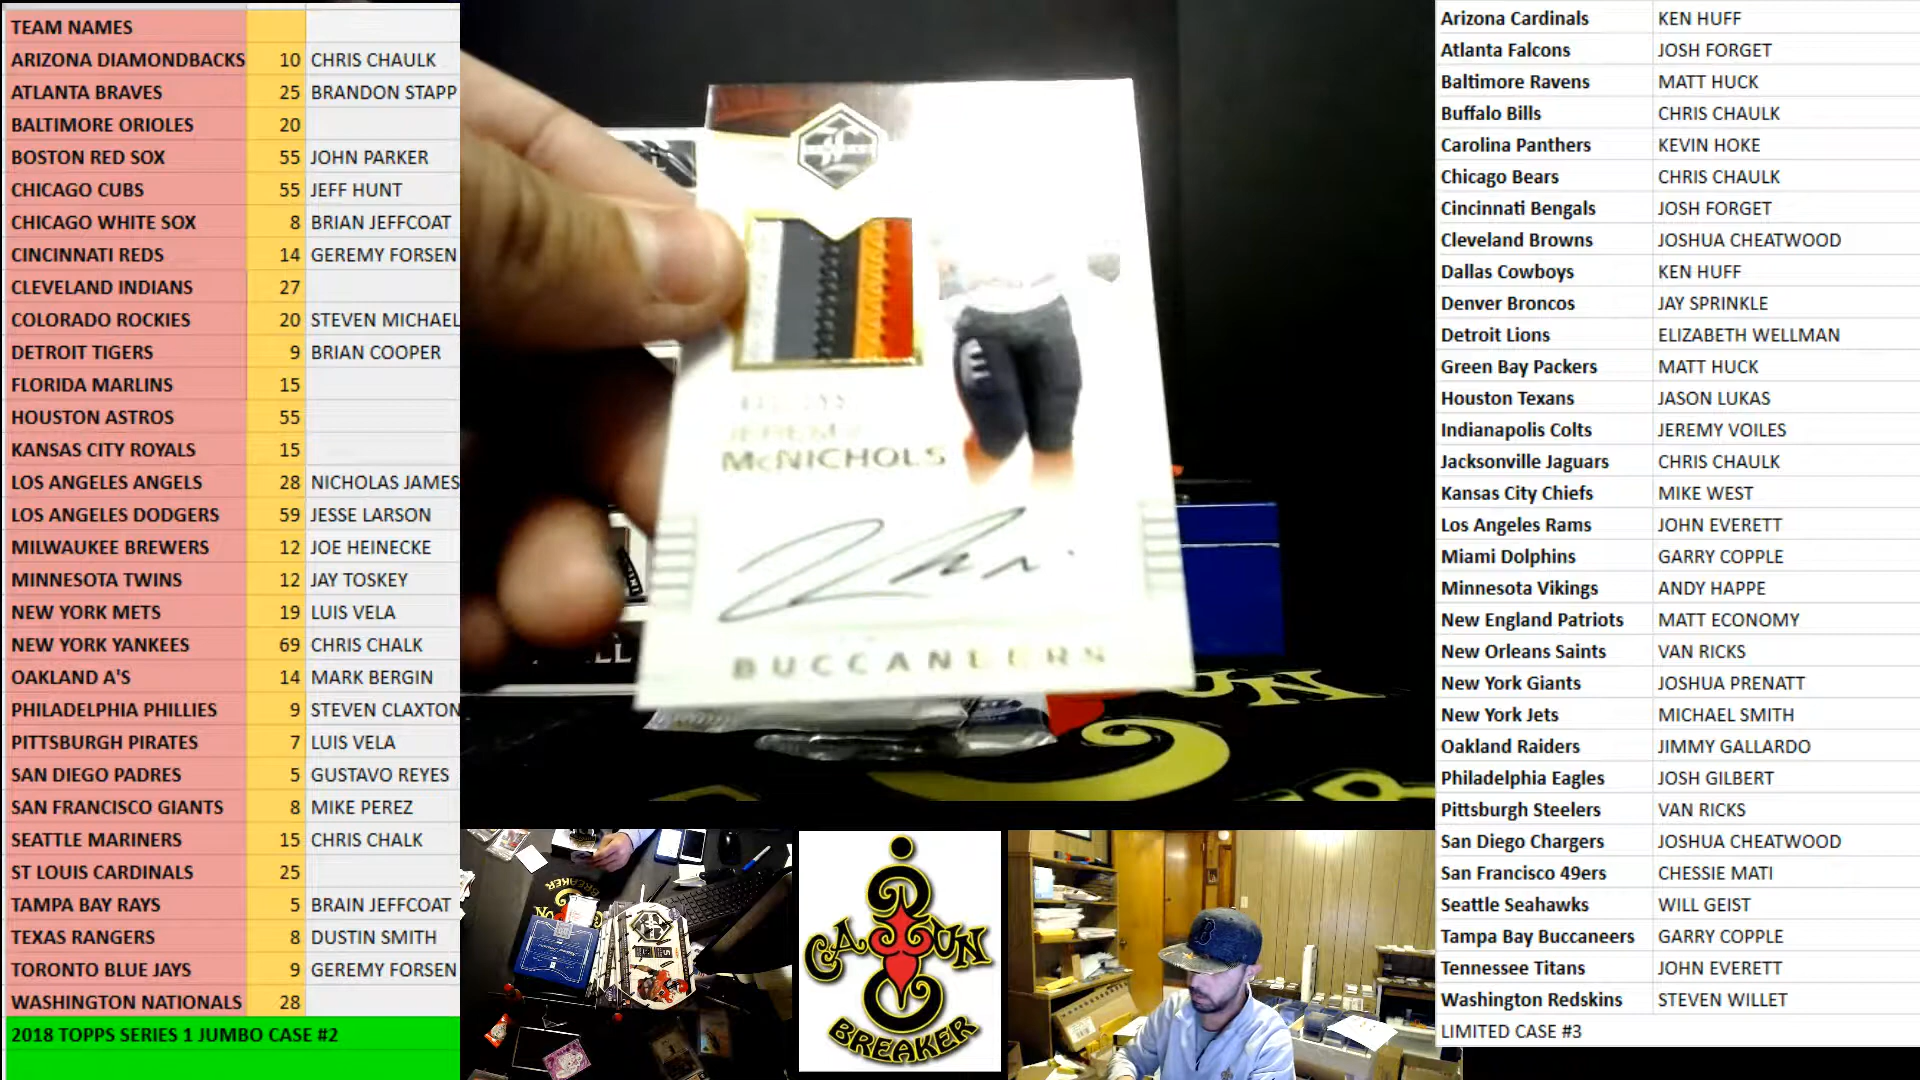 TEAM NAMES
ARIZONA DIAMONDBACKS 10 CHRIS CHAULK
ATLANTA BRAVES 25 BRANDON STAPP
BALTIMORE ORIOLES 20
BOSTON RED SOX 55 JOHN PARKER
CHICAGO CUBS 55 JEFF HUNT
CHICAGO WHITE SOX 8 BRIAN JEFFCOAT
CINCINNATI REDS 14 GEREMY FORSEN
CLEVELAND INDIANS 27
COLORADO ROCKIES 20 STEVEN MICHAEL
DETROIT TIGERS 9 BRIAN COOPER
FLORIDA MARLINS 15
HOUSTON ASTROS 55
KANSAS CITY ROYALS 15
LOS ANGELES ANGELS 28 NICHOLAS JAMES
LOS ANGELES DODGERS 59 JESSE LARSON
MILWAUKEE BREWERS 12 JOE HEINECKE
MINNESOTA TWINS 12 JAY TOSKEY
NEW YORK METS 19 LUIS VELA
NEW YORK YANKEES 69 CHRIS CHALK
OAKLAND A'S 14 MARK BERGIN
PHILADELPHIA PHILLIES 9 STEVEN CLAXTON
PITTSBURGH PIRATES 7 LUIS VELA
SAN DIEGO PADRES 5 GUSTAVO REYES
SAN FRANCISCO GIANTS 8 MIKE PEREZ
SEATTLE MARINERS 15 CHRIS CHALK
ST LOUIS CARDINALS 25
TAMPA BAY RAYS 5 BRAIN JEFFCOAT
TEXAS RANGERS 8 DUSTIN SMITH
TORONTO BLUE JAYS 9 GEREMY FORSEN
WASHINGTON NATIONALS 28
2018 TOPPS SERIES 1 JUMBO CASE #2
JEREMY
McNICHOLS
BUCCANEERS
CAJUN
BREAKER
Arizona Cardinals KEN HUFF
Atlanta Falcons JOSH FORGET
Baltimore Ravens MATT HUCK
Buffalo Bills CHRIS CHAULK
Carolina Panthers KEVIN HOKE
Chicago Bears CHRIS CHAULK
Cincinnati Bengals JOSH FORGET
Cleveland Browns JOSHUA CHEATWOOD
Dallas Cowboys KEN HUFF
Denver Broncos JAY SPRINKLE
Detroit Lions ELIZABETH WELLMAN
Green Bay Packers MATT HUCK
Houston Texans JASON LUKAS
Indianapolis Colts JEREMY VOILES
Jacksonville Jaguars CHRIS CHAULK
Kansas City Chiefs MIKE WEST
Los Angeles Rams JOHN EVERETT
Miami Dolphins GARRY COPPLE
Minnesota Vikings ANDY HAPPE
New England Patriots MATT ECONOMY
New Orleans Saints VAN RICKS
New York Giants JOSHUA PRENATT
New York Jets MICHAEL SMITH
Oakland Raiders JIMMY GALLARDO
Philadelphia Eagles JOSH GILBERT
Pittsburgh Steelers VAN RICKS
San Diego Chargers JOSHUA CHEATWOOD
San Francisco 49ers CHESSIE MATI
Seattle Seahawks WILL GEIST
Tampa Bay Buccaneers GARRY COPPLE
Tennessee Titans JOHN EVERETT
Washington Redskins STEVEN WILLET
LIMITED CASE #3